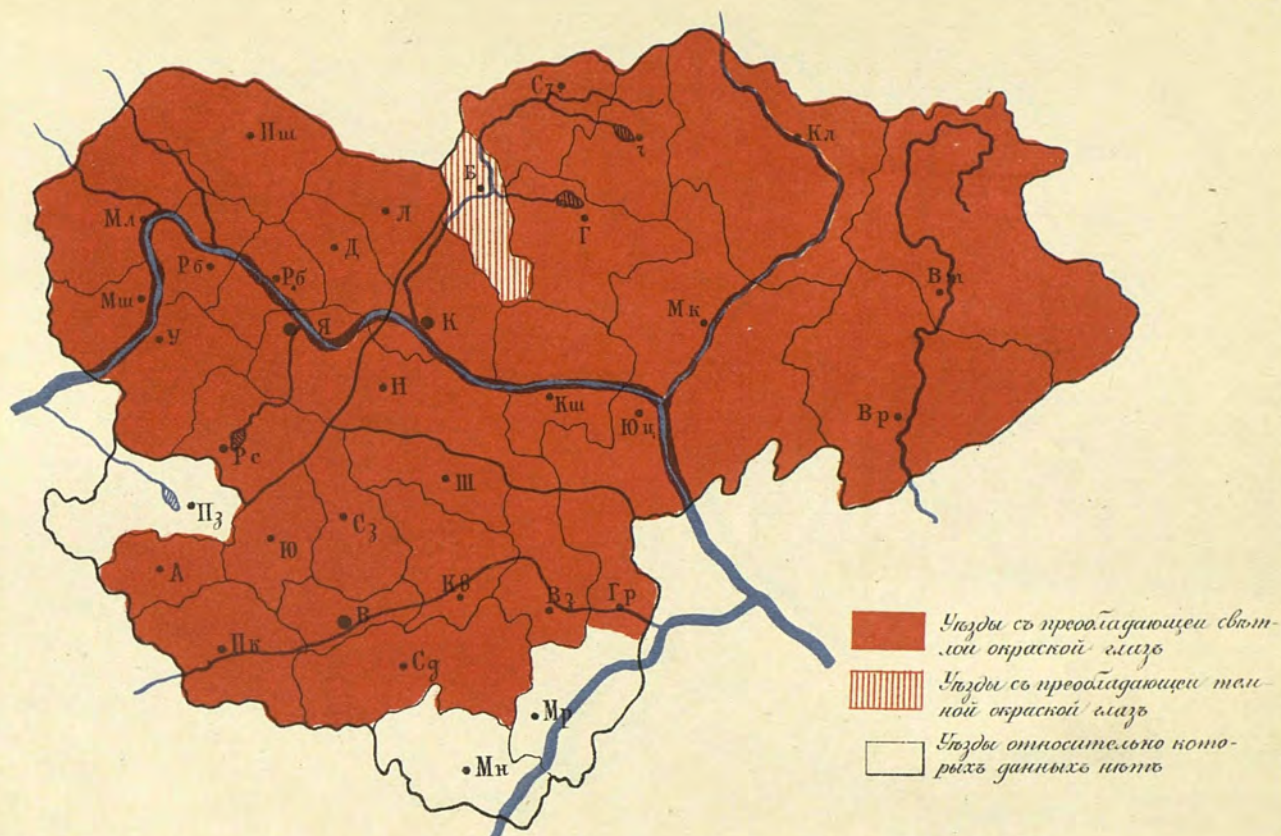 Сч
Пш
Кл
ч
Б
Мл
Л
Г
Д
Рб
Рб
Вт
Мш
Мк
Я
К
У
Н
Кш
Юц
Вр
Рс
Ш
Пз
Сз
Ю
А
Кв
Вз
Гр
В
Пк
Сд
Мр
Мн
Уѣзды съ преобладающей свѣт-
лой окраской глазъ
Уѣзды съ преобладающей тем
ной окраской глазъ
Уѣзды относительно кото-
рыхъ данныхъ нѣтъ